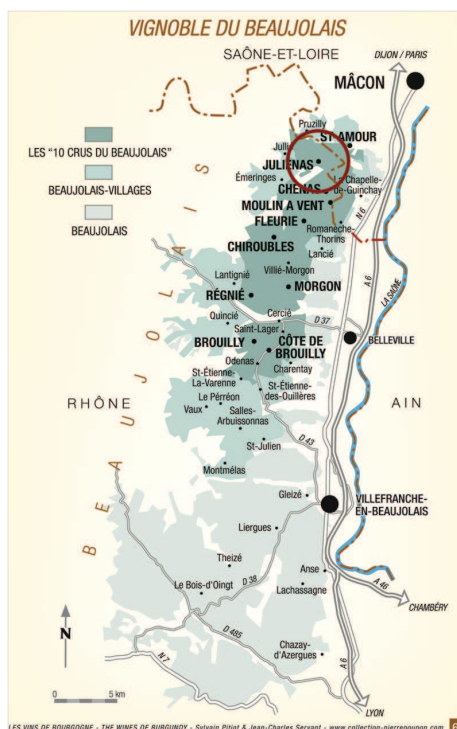 VIGNOBLE DU BEAUJOLAIS
SAÔNE-ET-LOIRE
DIJON / PARIS
MÂCON
LES "10 CRUS DU BEAUJOLAIS"
BEAUJOLAIS-VILLAGES
BEAUJOLAIS
BEAUJOLAIS
Pruzilly
ST-AMOUR
JULIÉNAS
Émeringes
CHÉNAS
La Chapelle-
de-Guinchay
MOULIN A VENT
FLEURIE
Romanèche-
Thorins
N 6
CHIROUBLES
Lancié
A 6
LA SAÔNE
Villié-Morgon
Lantignié
MORGON
RÉGNIÉ
Quincié
Cercié
D 37
Saint-Lager
BELLEVILLE
BROUILLY
CÔTE DE
BROUILLY
Odenas
Charentay
St-Étienne-
La-Varenne
St-Étienne-
des-Ouillères
RHÔNE
AIN
Le Pérréon
Vaux
Salles-
Arbuissonnas
D 43
St-Julien
Montmélas
Gleizé
VILLEFRANCHE-
EN-BEAUJOLAIS
Liergues
Theizé
Anse
Le Bois-d'Oingt
D 38
Lachassagne
A 46
CHAMBÉRY
N
D 485
Chazay-
d'Azergues
N 7
A 6
0
5 km
LYON
LES VINS DE BOURGOGNE - THE WINES OF BURGUNDY - Sylvain Pitiot & Jean-Charles Servant - www.collection-pierrepoupon.com